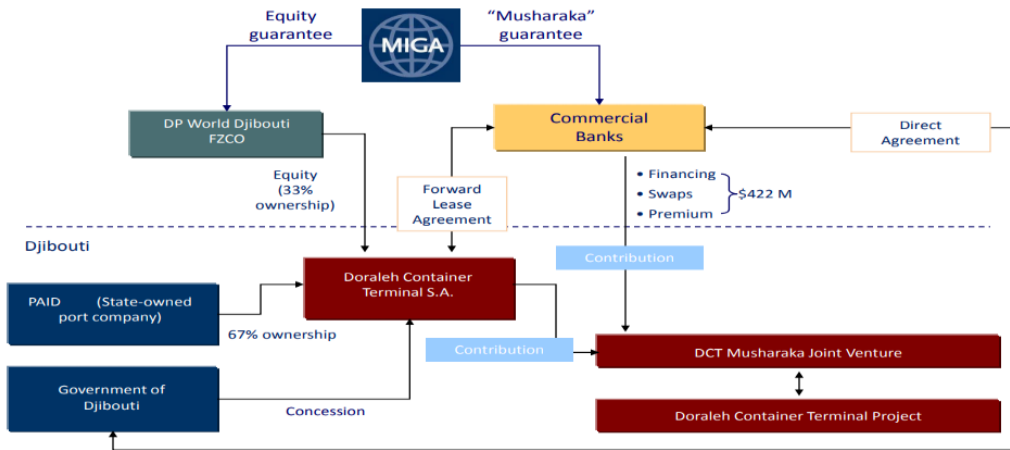 Equity
guarantee
MIGA
“Musharaka”
guarantee
DP World Djibouti
FZCO
Commercial
Banks
Direct
Agreement
Equity
(33%
ownership)
Forward
Lease
Agreement
• Financing
• Swaps
• Premium
$422 M
Djibouti
Contribution
Doraleh Container
Terminal S.A.
PAID (State-owned
port company)
67% ownership
Contribution
DCT Musharaka Joint Venture
Government of
Djibouti
Concession
Doraleh Container Terminal Project